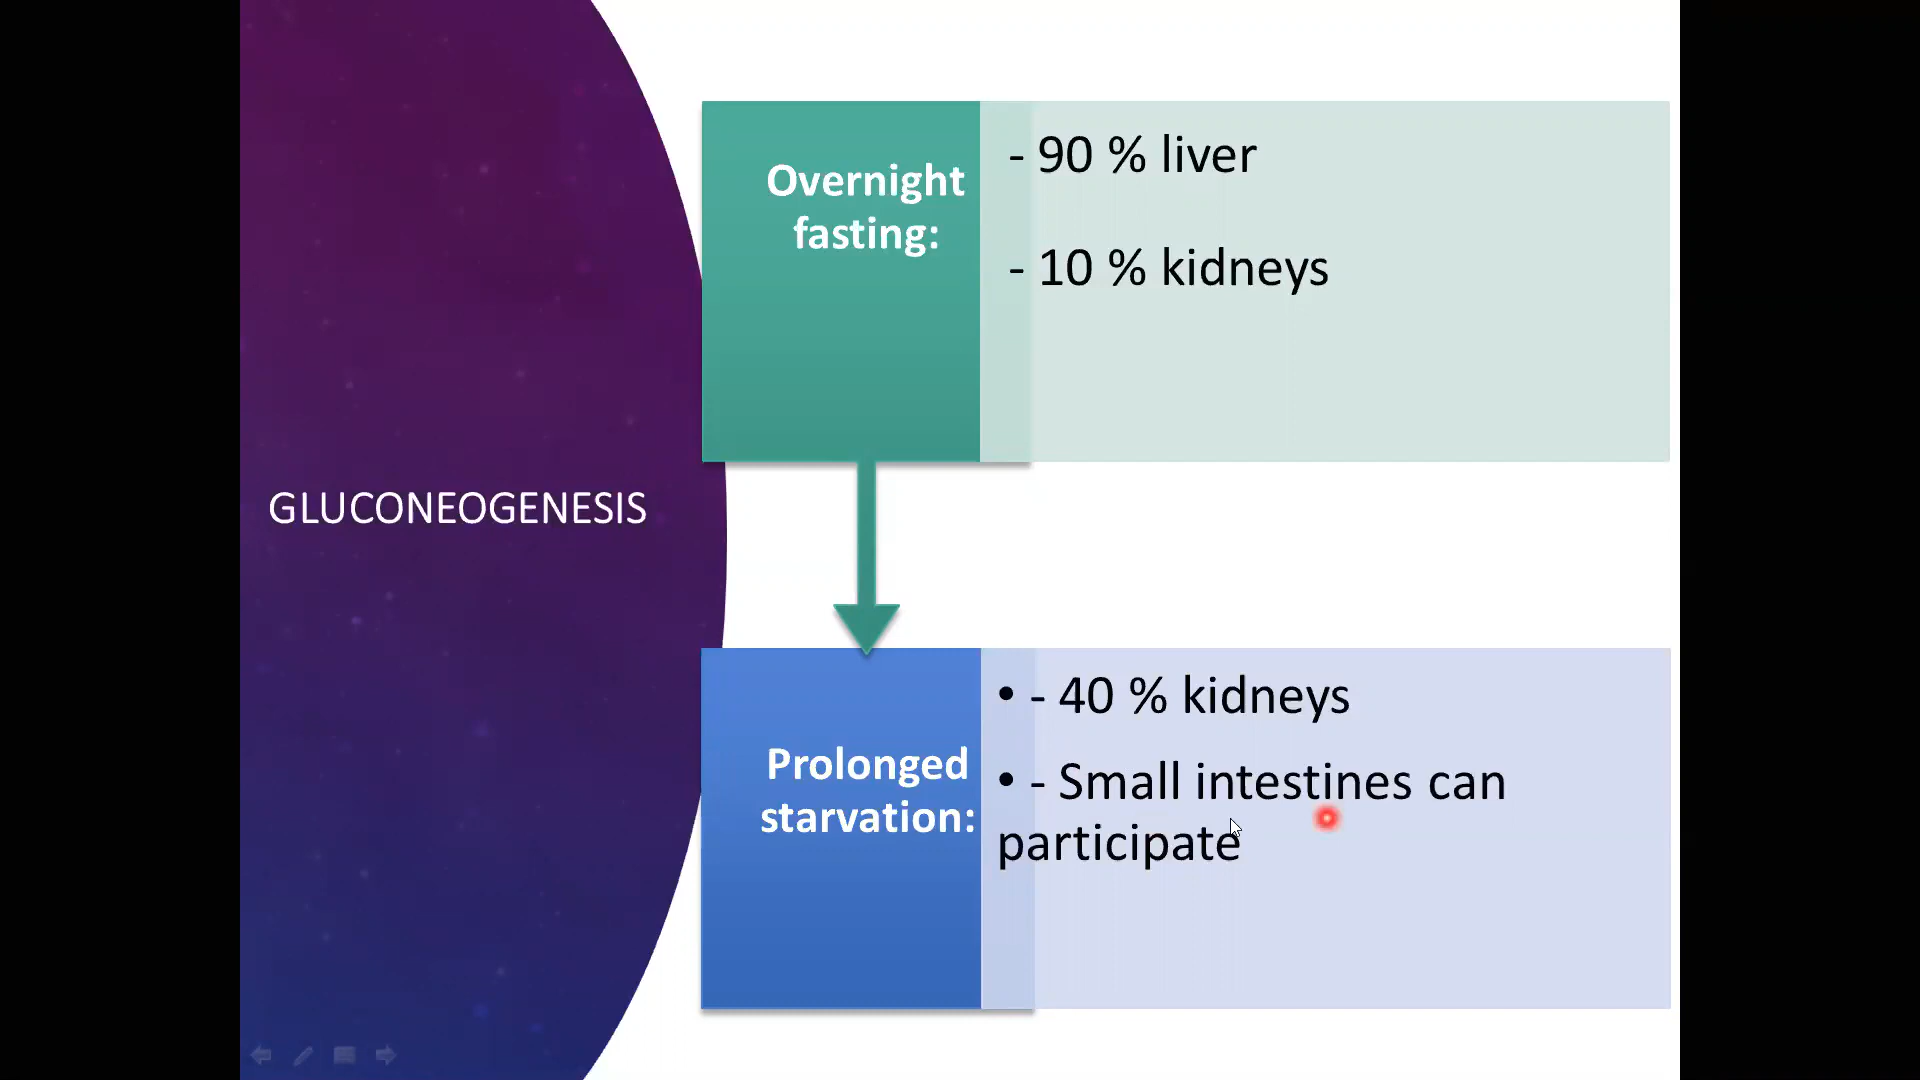 GLUCONEOGENESIS
Overnight
fasting:
- 90 % liver
- 10 % kidneys
Prolonged
starvation:
• - 40 % kidneys
• - Small intestines can
participate